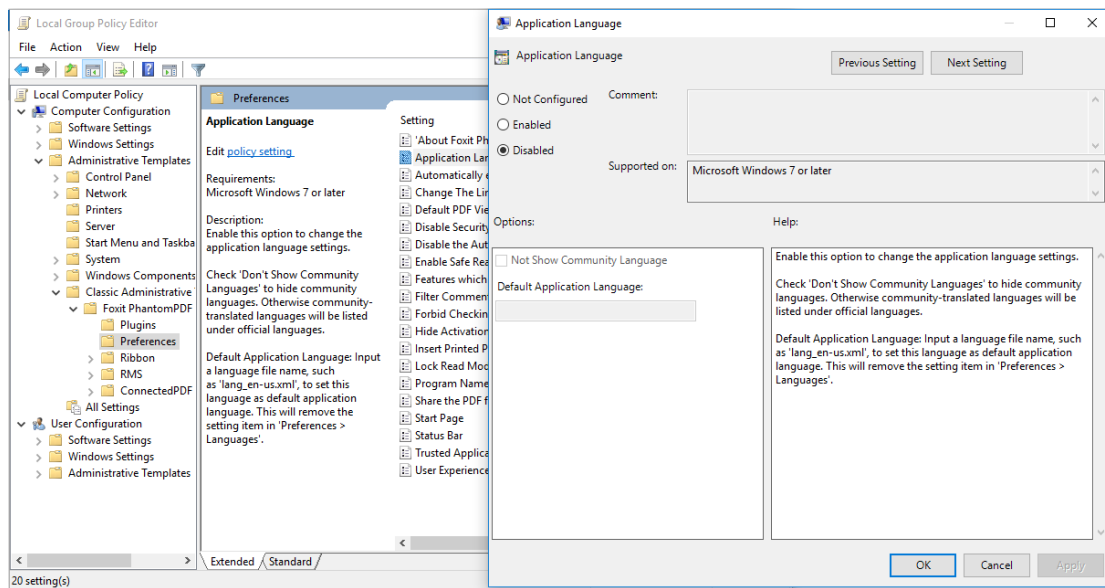 Local Group Policy Editor
File Action View Help
Local Computer Policy
Computer Configuration
Software Settings
Windows Settings
Administrative Templates
Control Panel
Network
Printers
Server
Start Menu and Taskba
System
Windows Components
Classic Administrative
Foxit PhantomPDF
Plugins
Preferences
Ribbon
RMS
ConnectedPDF
All Settings
User Configuration
Software Settings
Windows Settings
Administrative Templates
Preferences
Application Language
Edit policy setting
Requirements:
Microsoft Windows 7 or later
Description:
Enable this option to change the
application language settings.
Check 'Don't Show Community
Languages' to hide community
languages. Otherwise community-
translated languages will be listed
under official languages.
Default Application Language: Input
a language file name, such
as 'lang_en-us.xml', to set this
language as default application
language. This will remove the
setting item in 'Preferences >
Languages'.
Setting
'About Foxit Ph
Application Lan
Automatically e
Change The Lin
Default PDF Vie
Disable Security
Disable the Aut
Enable Safe Rea
Features which
Filter Commen
Forbid Checkin
Hide Activation
Insert Printed P
Lock Read Mod
Program Name
Share the PDF f
Start Page
Status Bar
Trusted Applica
User Experience
Extended Standard
20 setting(s)
Application Language
Application Language
Previous Setting Next Setting
Not Configured
Enabled
Disabled
Comment:
Supported on:
Microsoft Windows 7 or later
Options:
Not Show Community Language
Default Application Language:
Help:
Enable this option to change the application language settings.
Check 'Don't Show Community Languages' to hide community
languages. Otherwise community-translated languages will be
listed under official languages.
Default Application Language: Input a language file name, such
as 'lang_en-us.xml', to set this language as default application
language. This will remove the setting item in 'Preferences >
Languages'.
OK Cancel Apply